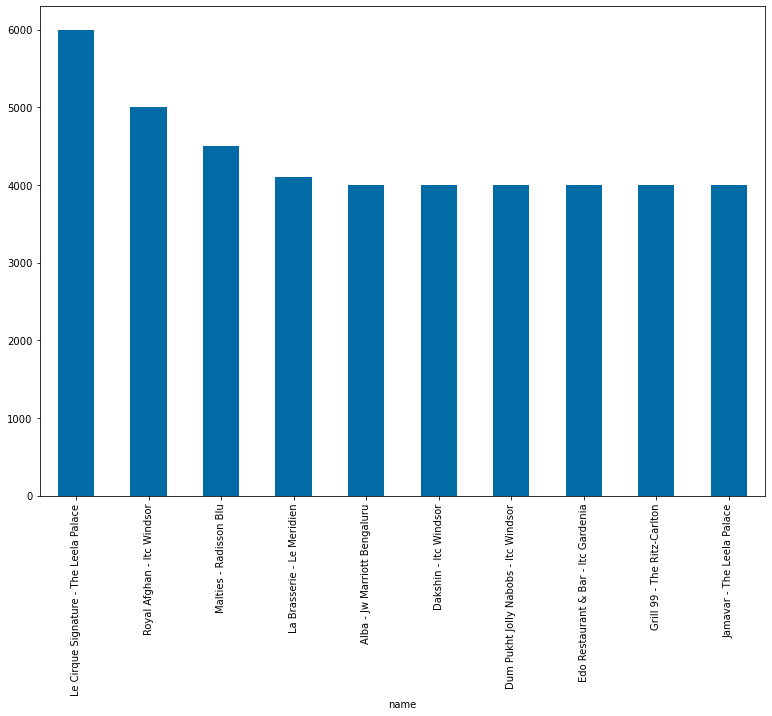 6000
5000
4000
3000
2000
1000
0
Le Cirque Signature - The Leela Palace
Royal Afghan - Itc Windsor
Malties - Radisson Blu
La Brasserie - Le Meridien
Alba - Jw Marriott Bengaluru
Dakshin - Itc Windsor
Dum Pukht Jolly Nabobs - Itc Windsor
Edo Restaurant & Bar - Itc Gardenia
Grill 99 - The Ritz-Carlton
Jamavar - The Leela Palace
name